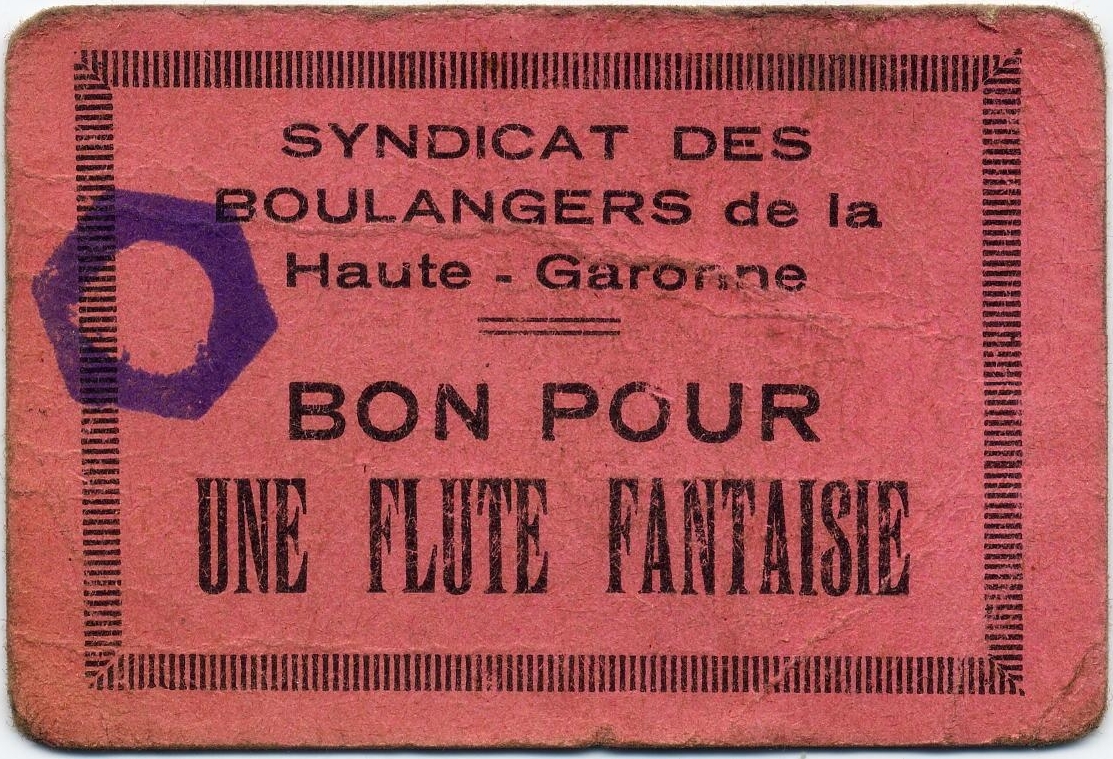 SYNDICAT DES
BOULANGERS de la
Haute - Garonne
BON POUR
UNE FLUTE FANTAISIE